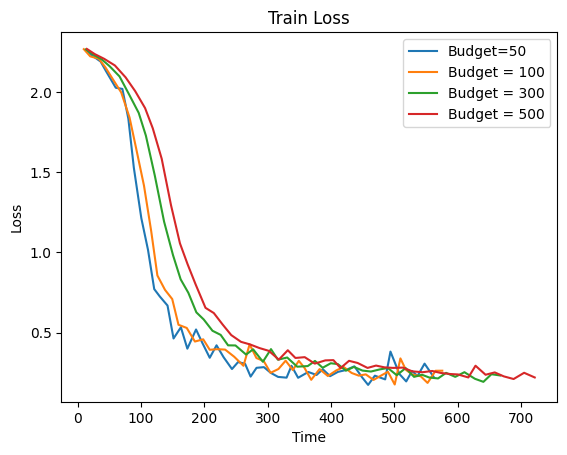 Train Loss
Budget=50
Budget = 100
Budget = 300
Budget = 500
Loss
2.0
1.5
1.0
0.5
0
100
200
300
400
500
600
700
Time